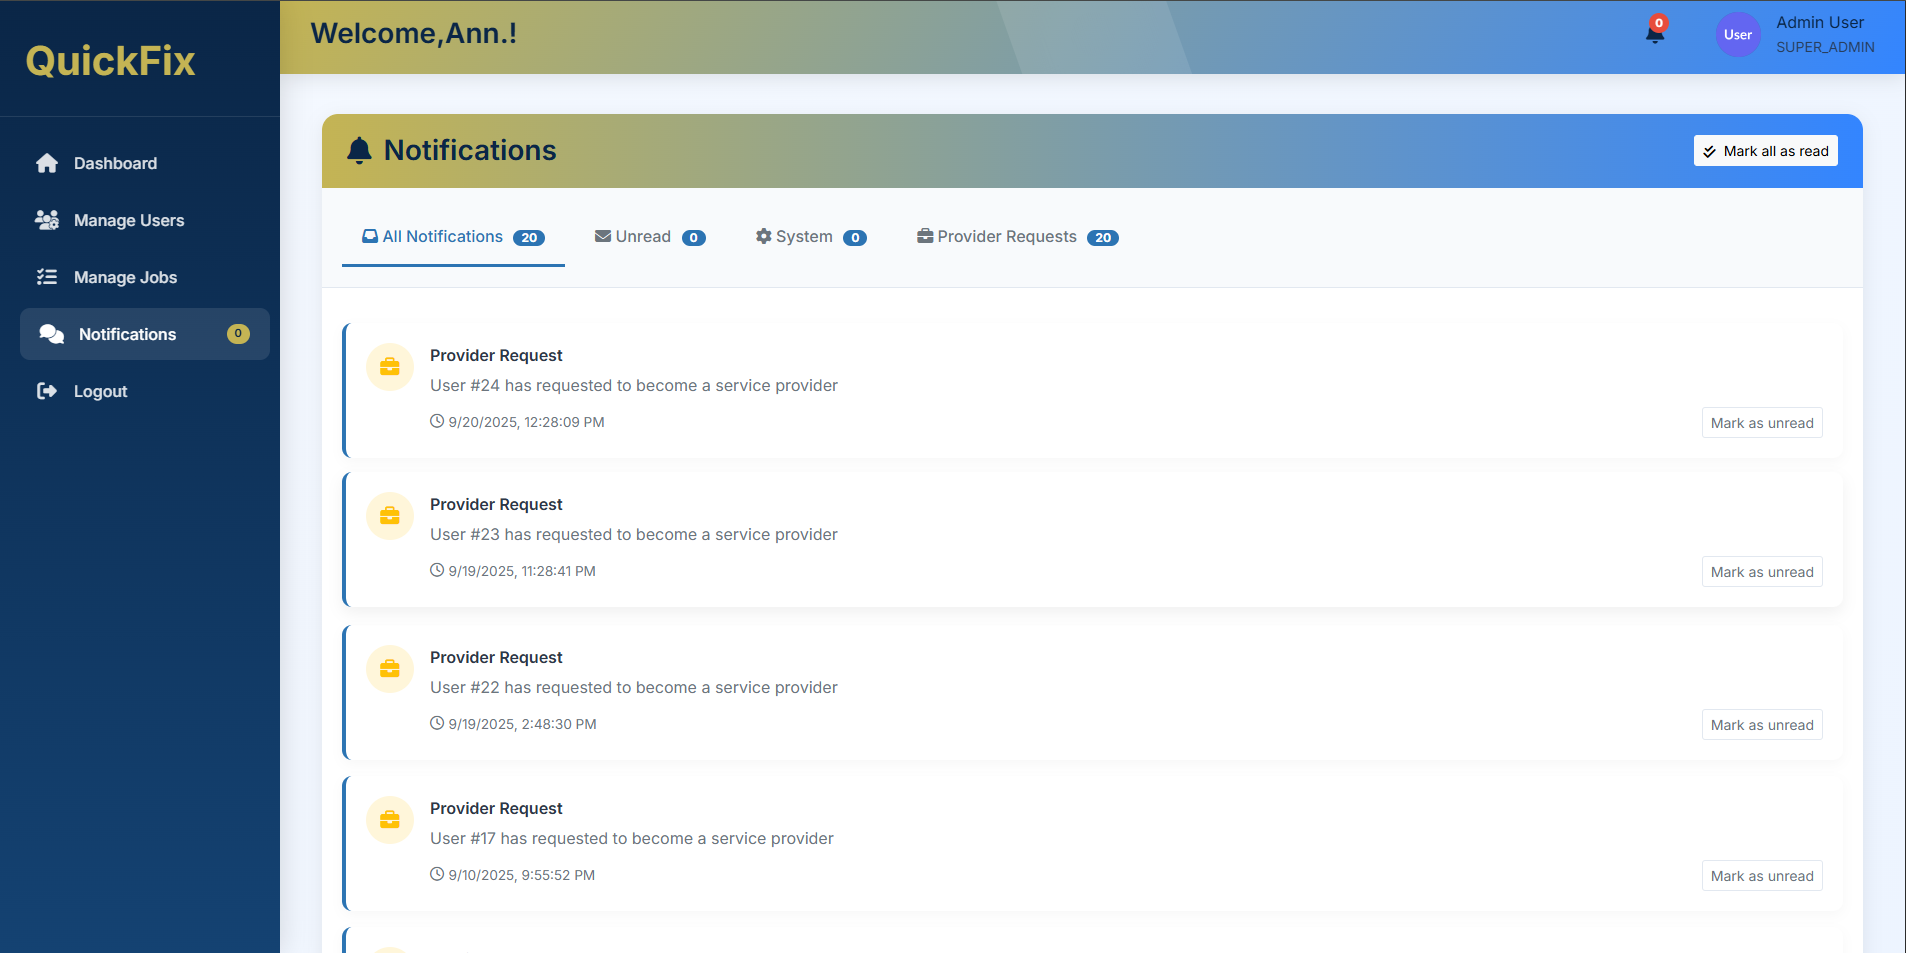 QuickFix
Dashboard
Manage Users
Manage Jobs
Notifications 0
Logout
Welcome,Ann.!
0
User
Admin User
SUPER_ADMIN
Notifications
Mark all as read
All Notifications 20 Unread 0 System 0 Provider Requests 20
Provider Request
User #24 has requested to become a service provider
9/20/2025, 12:28:09 PM
Mark as unread
Provider Request
User #23 has requested to become a service provider
9/19/2025, 11:28:41 PM
Mark as unread
Provider Request
User #22 has requested to become a service provider
9/19/2025, 2:48:30 PM
Mark as unread
Provider Request
User #17 has requested to become a service provider
9/10/2025, 9:55:52 PM
Mark as unread